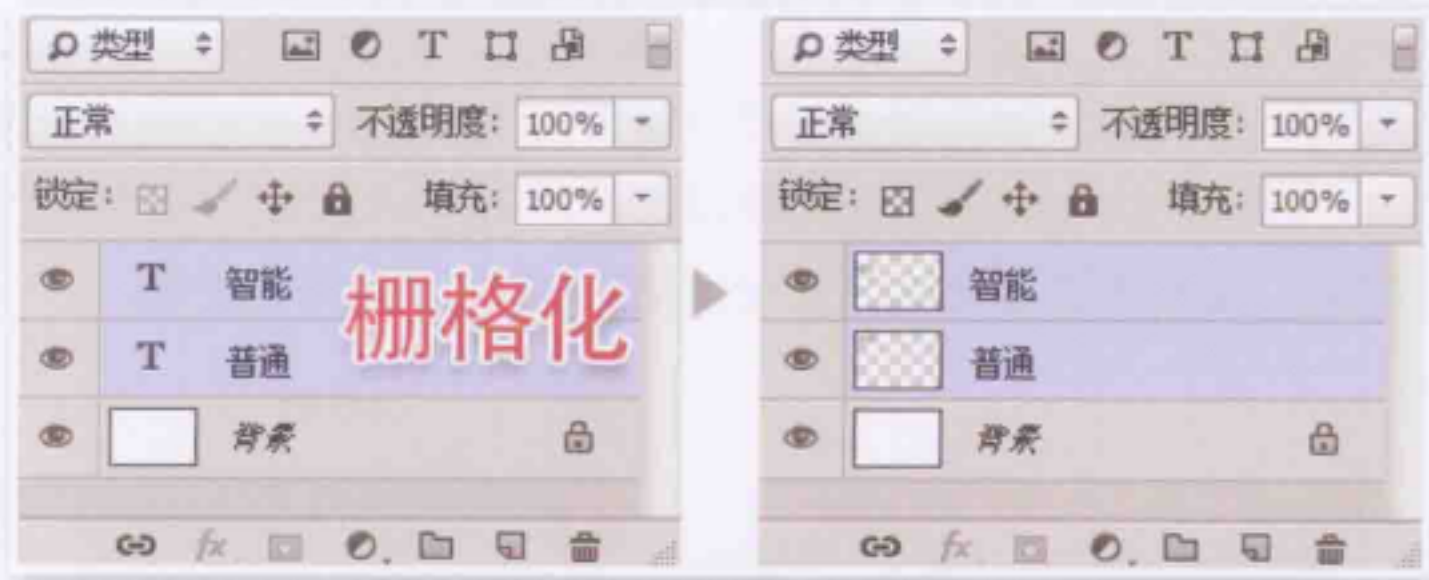 类型
正常 不透明度: 100%
锁定: 填充: 100%
T 智能
T 普通
背景
fx
栅格化
类型
正常 不透明度: 100%
锁定: 填充: 100%
智能
普通
背景
fx